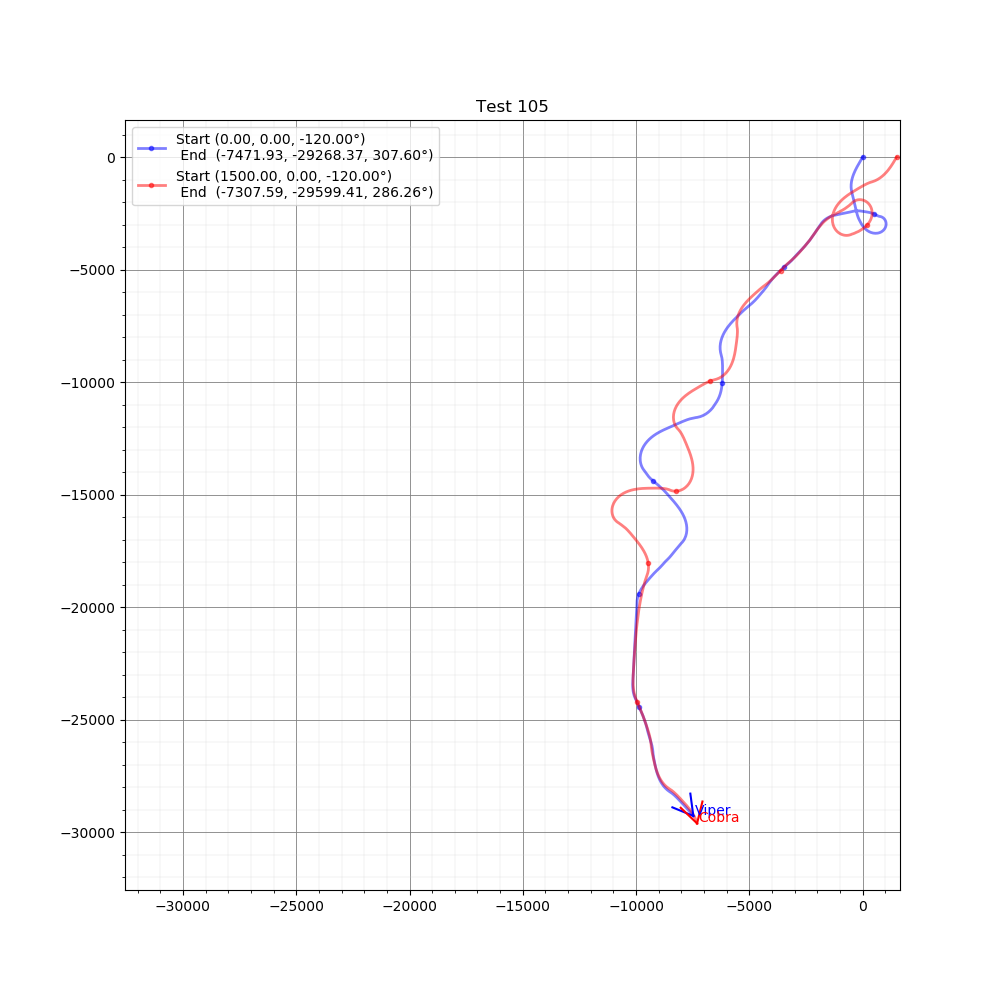 Test 105
Start (0.00, 0.00, -120.00°)
End  (-7471.93, -29268.37, 307.60°)
Start (1500.00, 0.00, -120.00°)
End  (-7307.59, -29599.41, 286.26°)
0
−5000
−10000
−15000
−20000
−25000
−30000
Viper
Cobra
−30000 −25000 −20000 −15000 −10000 −5000 0